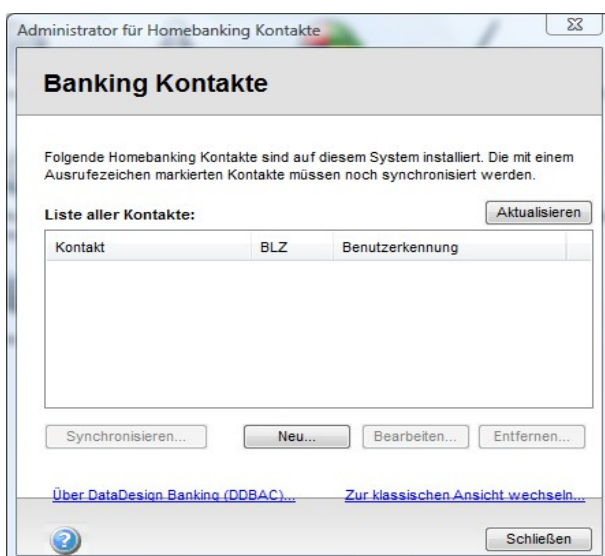 Administrator für Homebanking Kontakte
Banking Kontakte
Folgende Homebanking Kontakte sind auf diesem System installiert. Die mit einem
Ausrufezeichen markierten Kontakte müssen noch synchronisiert werden.
Liste aller Kontakte:
Aktualisieren
Kontakt BLZ Benutzerkennung
Synchronisieren... Neu... Bearbeiten... Entfernen...
Über DataDesign Banking (DDBAC)... Zur klassischen Ansicht wechseln...
? Schließen